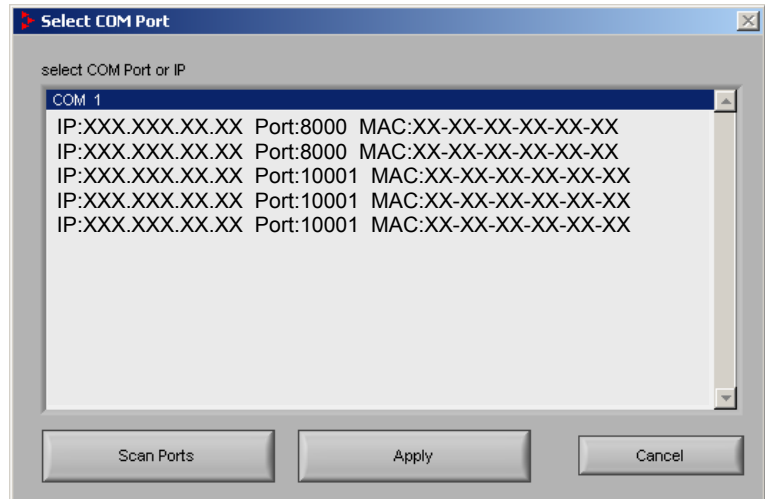 Select COM Port
select COM Port or IP
COM 1
IP:XXX.XXX.XX.XX Port:8000 MAC:XX-XX-XX-XX-XX-XX
IP:XXX.XXX.XX.XX Port:8000 MAC:XX-XX-XX-XX-XX-XX
IP:XXX.XXX.XX.XX Port:10001 MAC:XX-XX-XX-XX-XX-XX
IP:XXX.XXX.XX.XX Port:10001 MAC:XX-XX-XX-XX-XX-XX
IP:XXX.XXX.XX.XX Port:10001 MAC:XX-XX-XX-XX-XX-XX
Scan Ports Apply Cancel